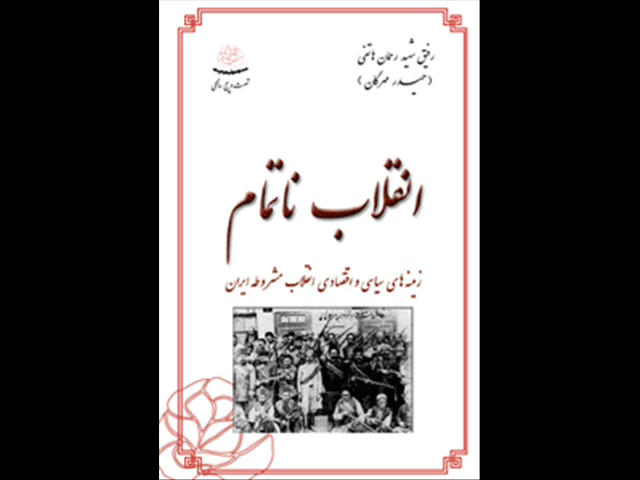 رفیق شهید رحمان هاتفی
(حیدر مهرگان)
انقلاب ناتمام
زمینه های سیاسی و اقتصادی انقلاب مشروطه ایران